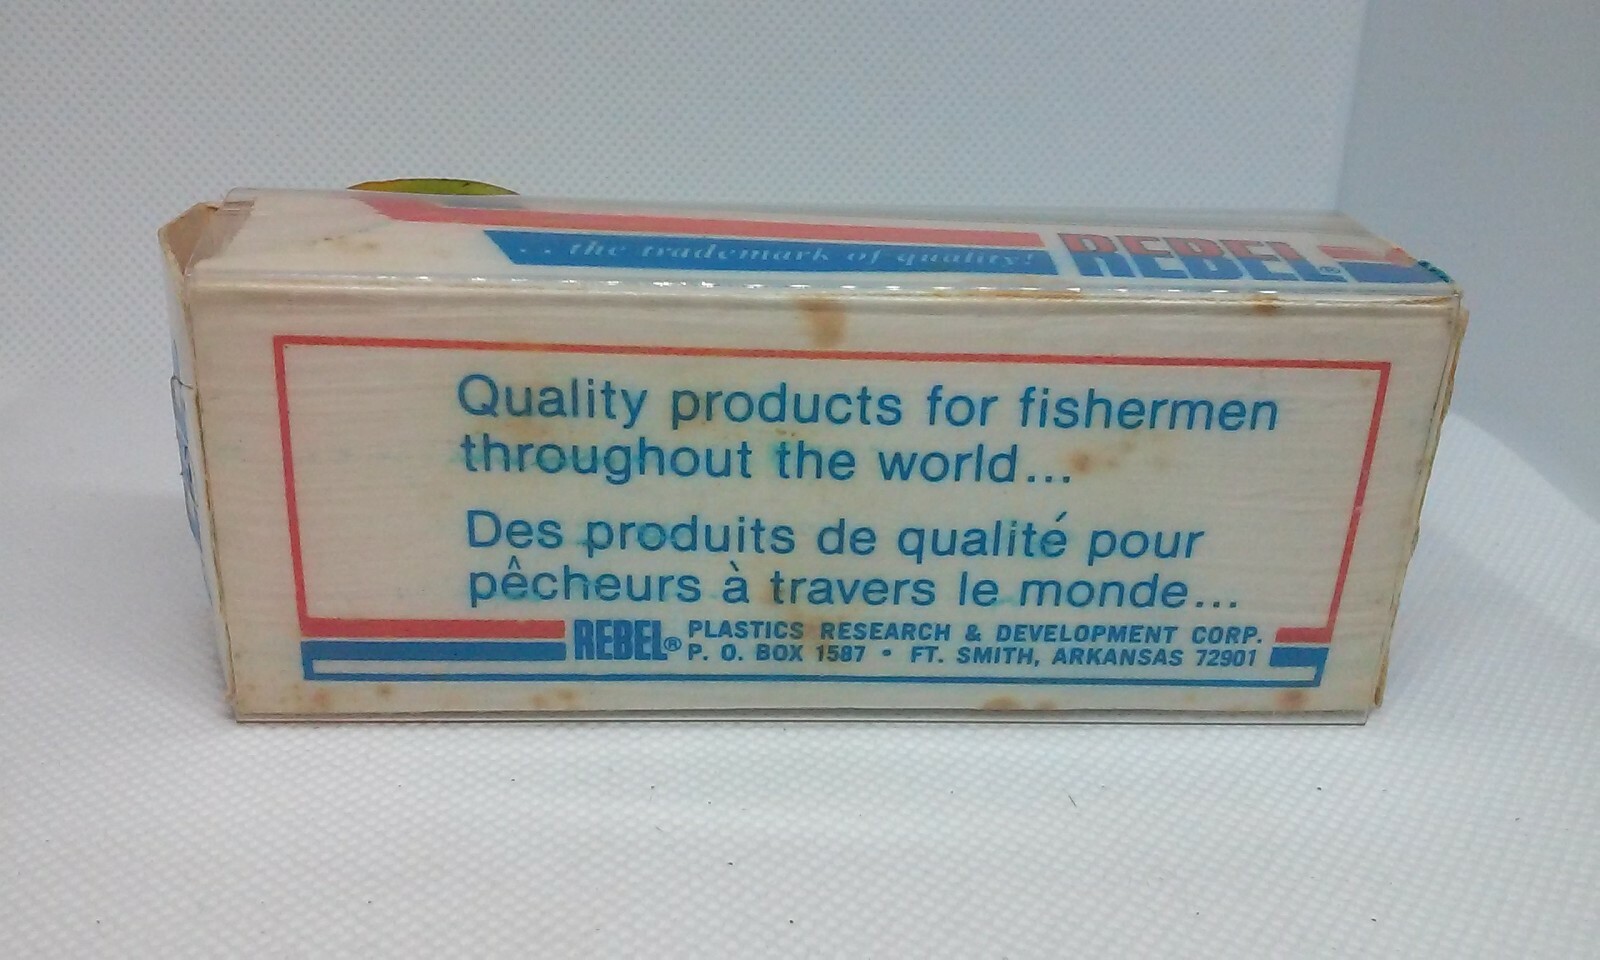 .. the trademark of quality! REBEL®
Quality products for fishermen
throughout the world...
Des produits de qualité pour
pêcheurs à travers le monde...
REBEL® PLASTICS RESEARCH & DEVELOPMENT CORP.
P. O. BOX 1587 • FT. SMITH, ARKANSAS 72901